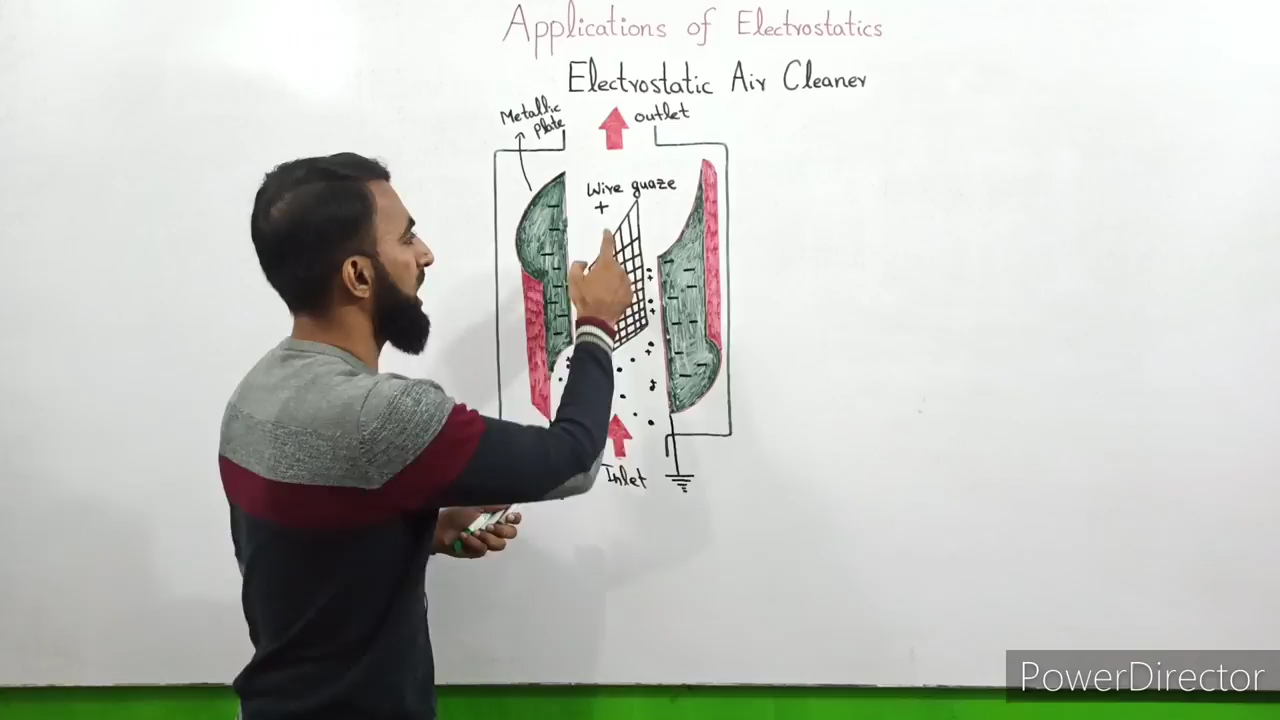 Applications of Electrostatics
Electrostatic Air Cleaner
Metallic
plate
outlet
Wire guaze
+
Inlet
PowerDirector